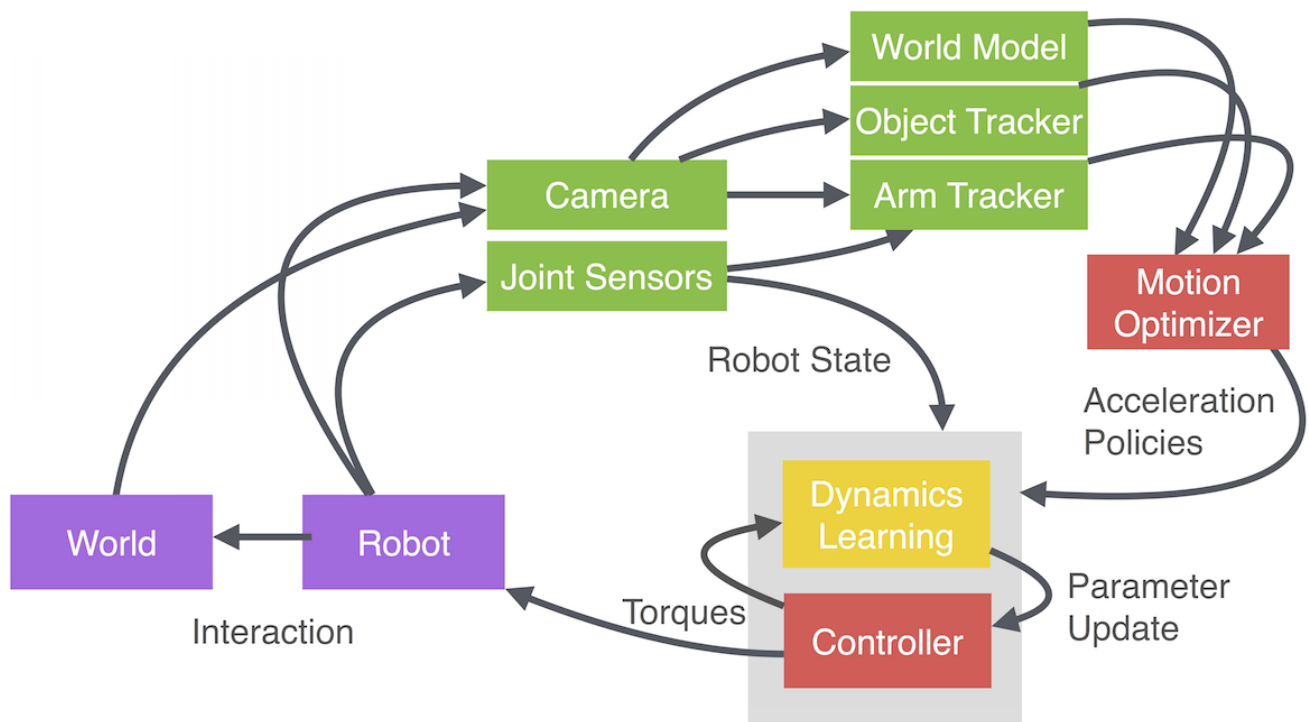 World Model
Object Tracker
Camera
Arm Tracker
Joint Sensors
Motion
Optimizer
Robot State
Acceleration
Policies
Dynamics
Learning
World
Robot
Parameter
Update
Torques
Interaction
Controller